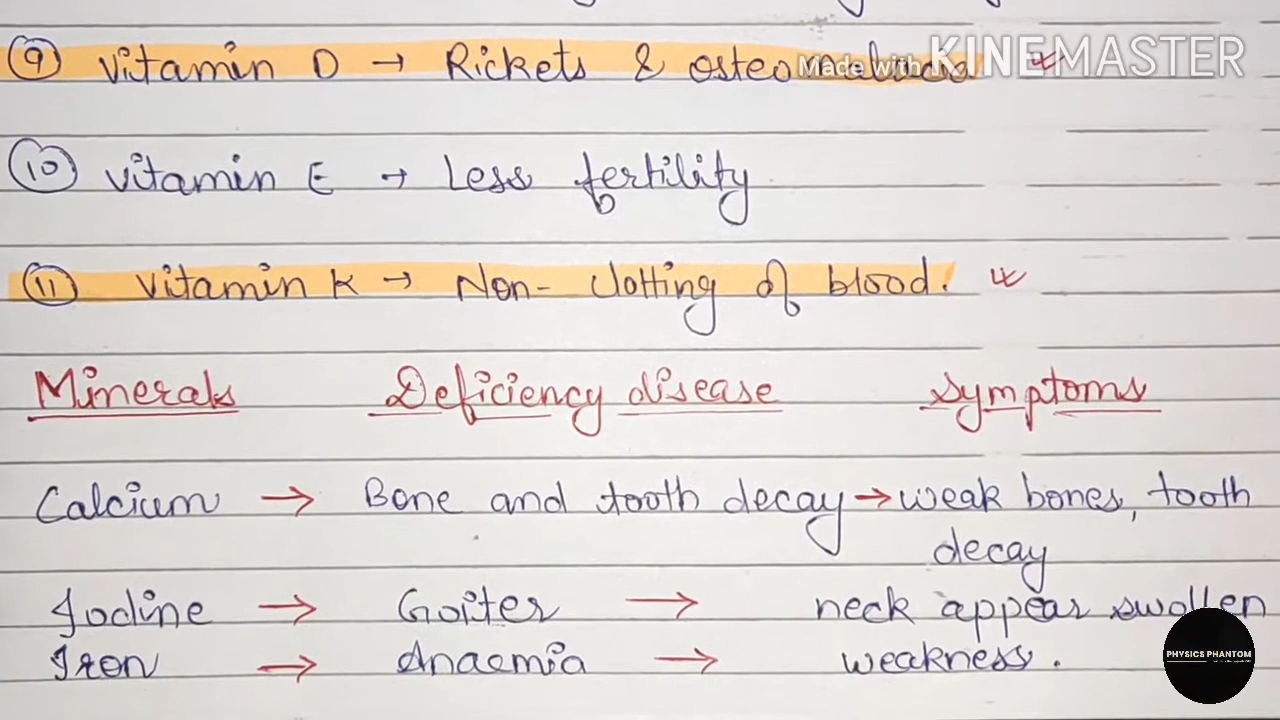 ⑨ Vitamin D → Rickets & osteomalacia
Made with KINEMASTER
⑩ Vitamin E → Less fertility
⑪ Vitamin K → Non- Clotting of blood.
Minerals Deficiency disease Symptoms
Calcium → Bone and tooth decay → weak bones, tooth
decay
Iodine → Goiter → neck appear swollen
Iron → Anaemia → weakness.
PHYSICS PHANTOM